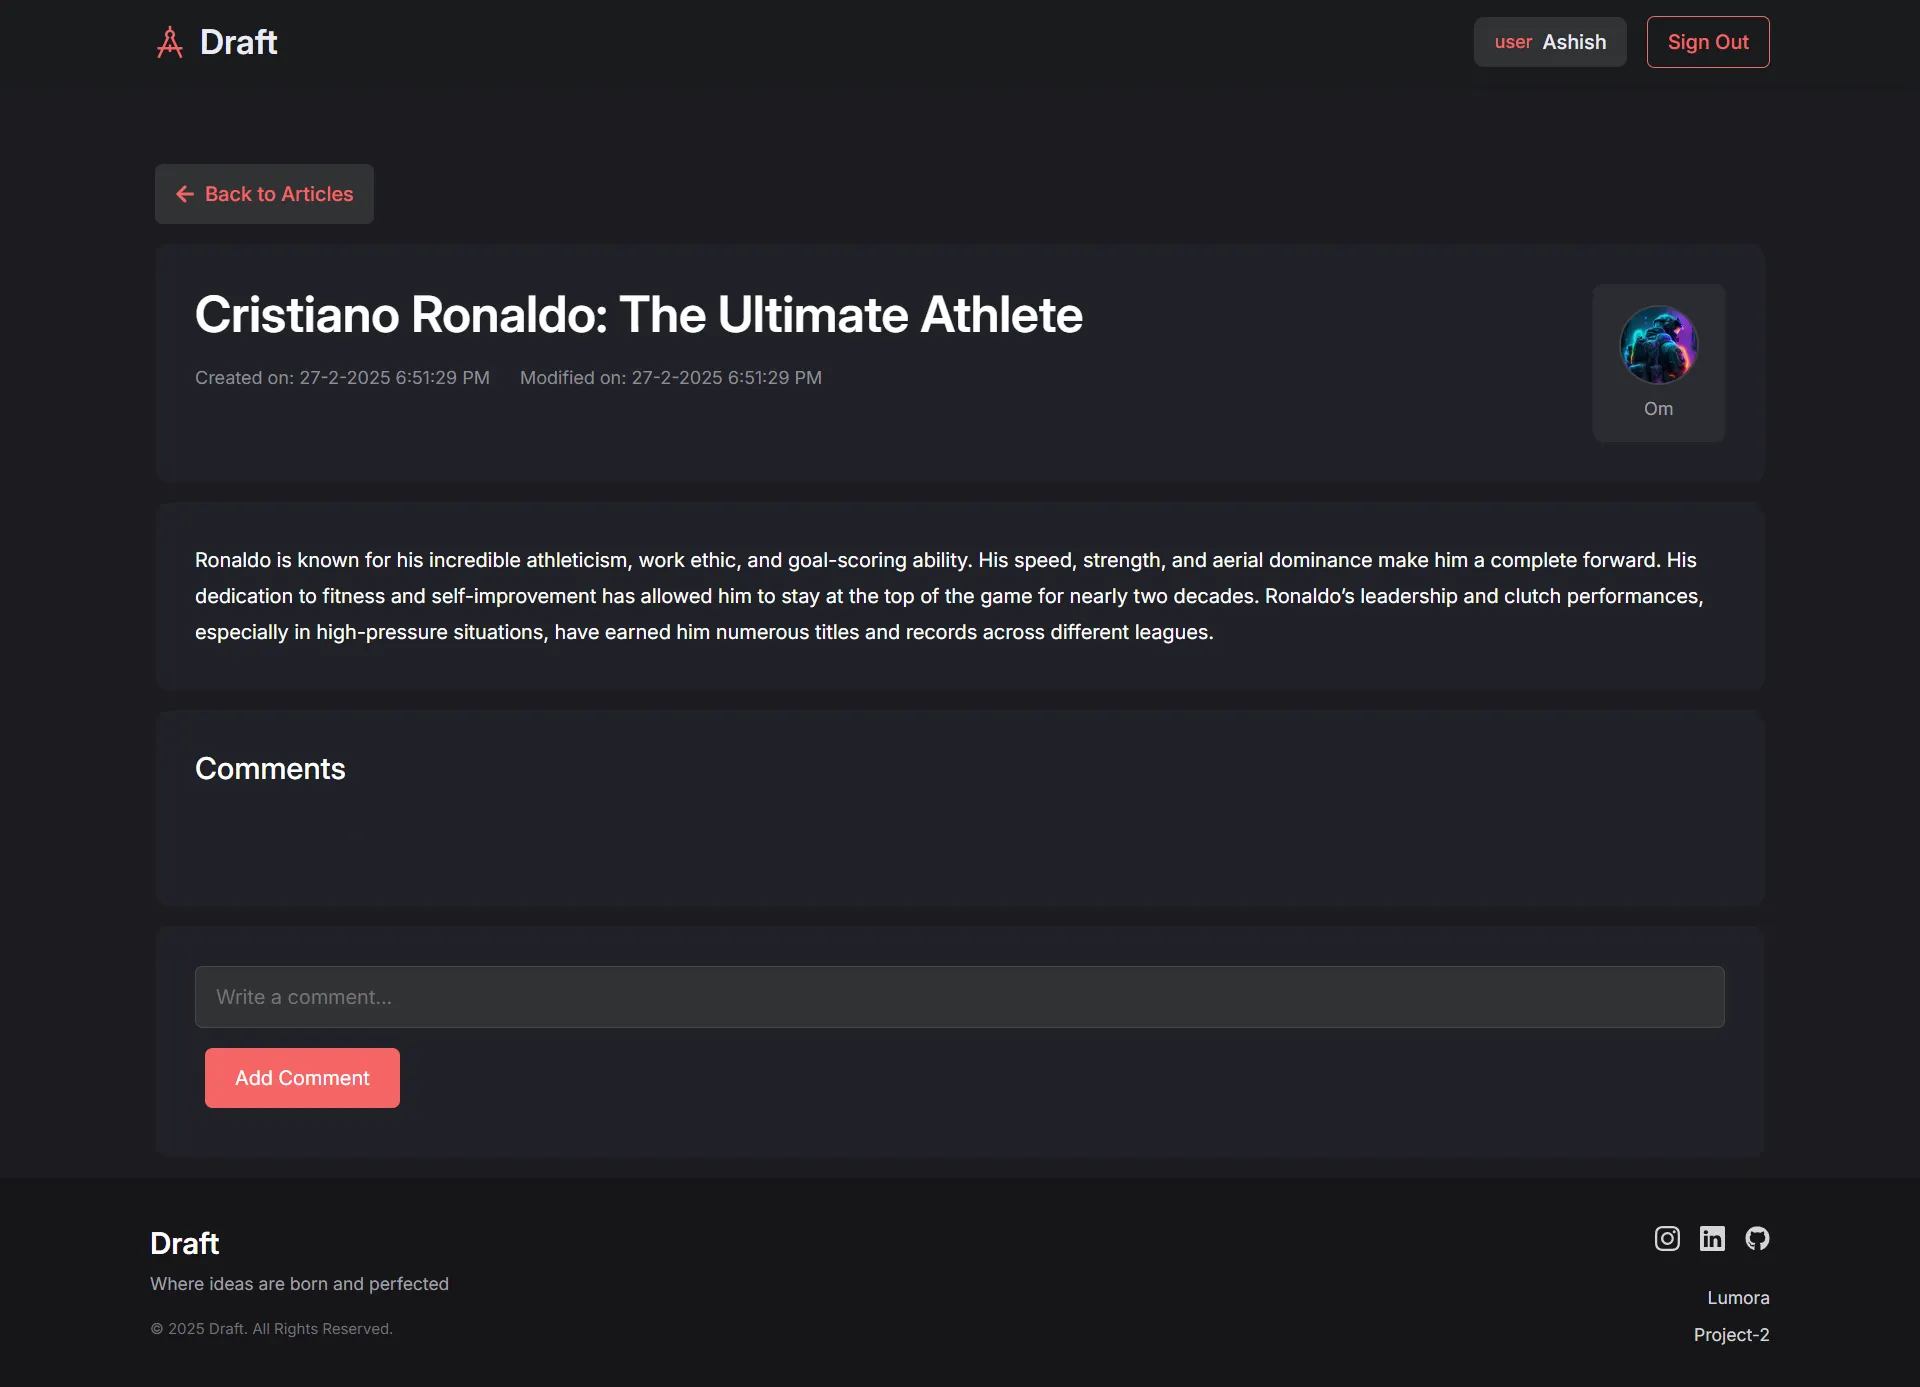 Draft
user Ashish
Sign Out
Back to Articles
Cristiano Ronaldo: The Ultimate Athlete
Created on: 27-2-2025 6:51:29 PM Modified on: 27-2-2025 6:51:29 PM
Om
Ronaldo is known for his incredible athleticism, work ethic, and goal-scoring ability. His speed, strength, and aerial dominance make him a complete forward. His
dedication to fitness and self-improvement has allowed him to stay at the top of the game for nearly two decades. Ronaldo’s leadership and clutch performances,
especially in high-pressure situations, have earned him numerous titles and records across different leagues.
Comments
Write a comment...
Add Comment
Draft
Where ideas are born and perfected
© 2025 Draft. All Rights Reserved.
Lumora
Project-2